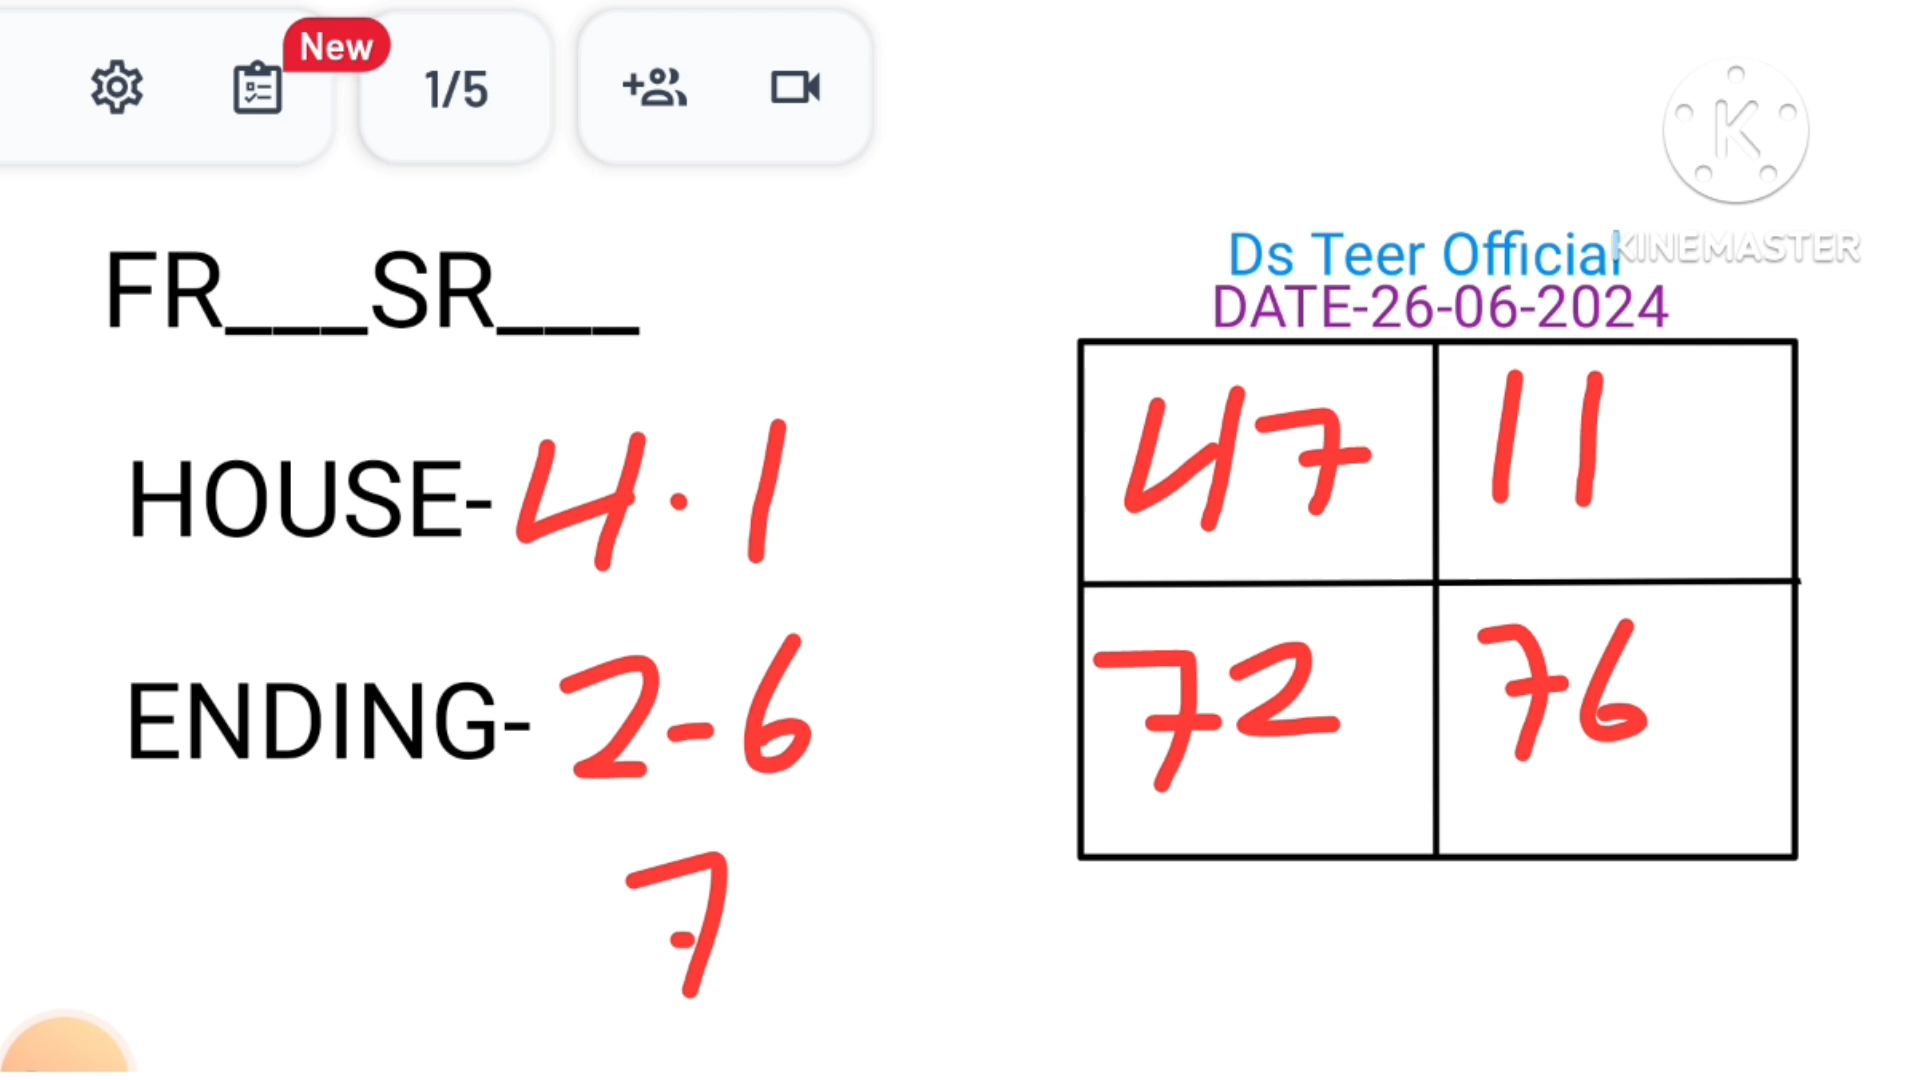 New
1/5
K
KINEMASTER
FR___SR___
Ds Teer Official
DATE-26-06-2024
HOUSE- 4.1
47 11
ENDING- 2-6
72 76
7